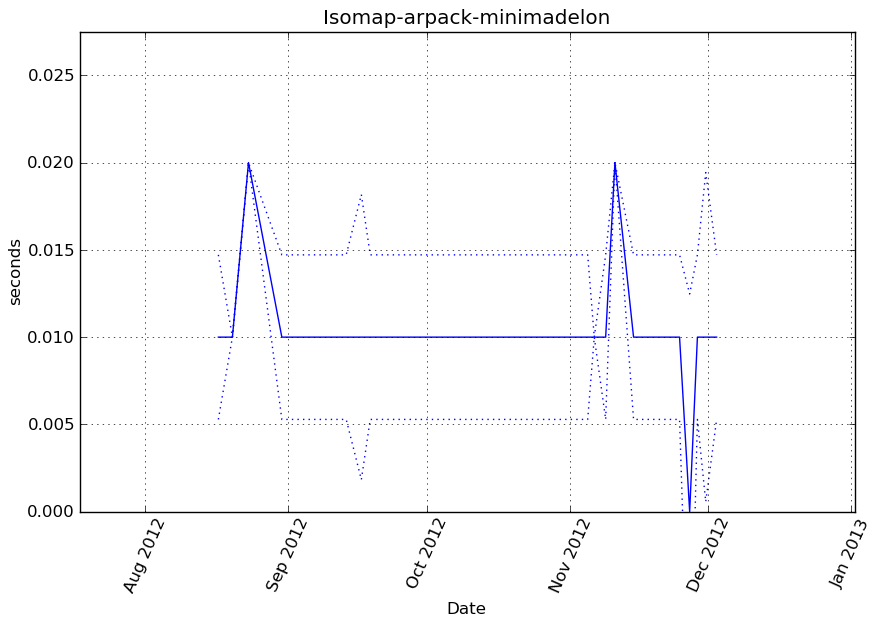 Isomap-arpack-minimadelon
0.025
0.020
0.015
0.010
0.005
0.000
seconds
Aug 2012
Sep 2012
Oct 2012
Nov 2012
Dec 2012
Jan 2013
Date